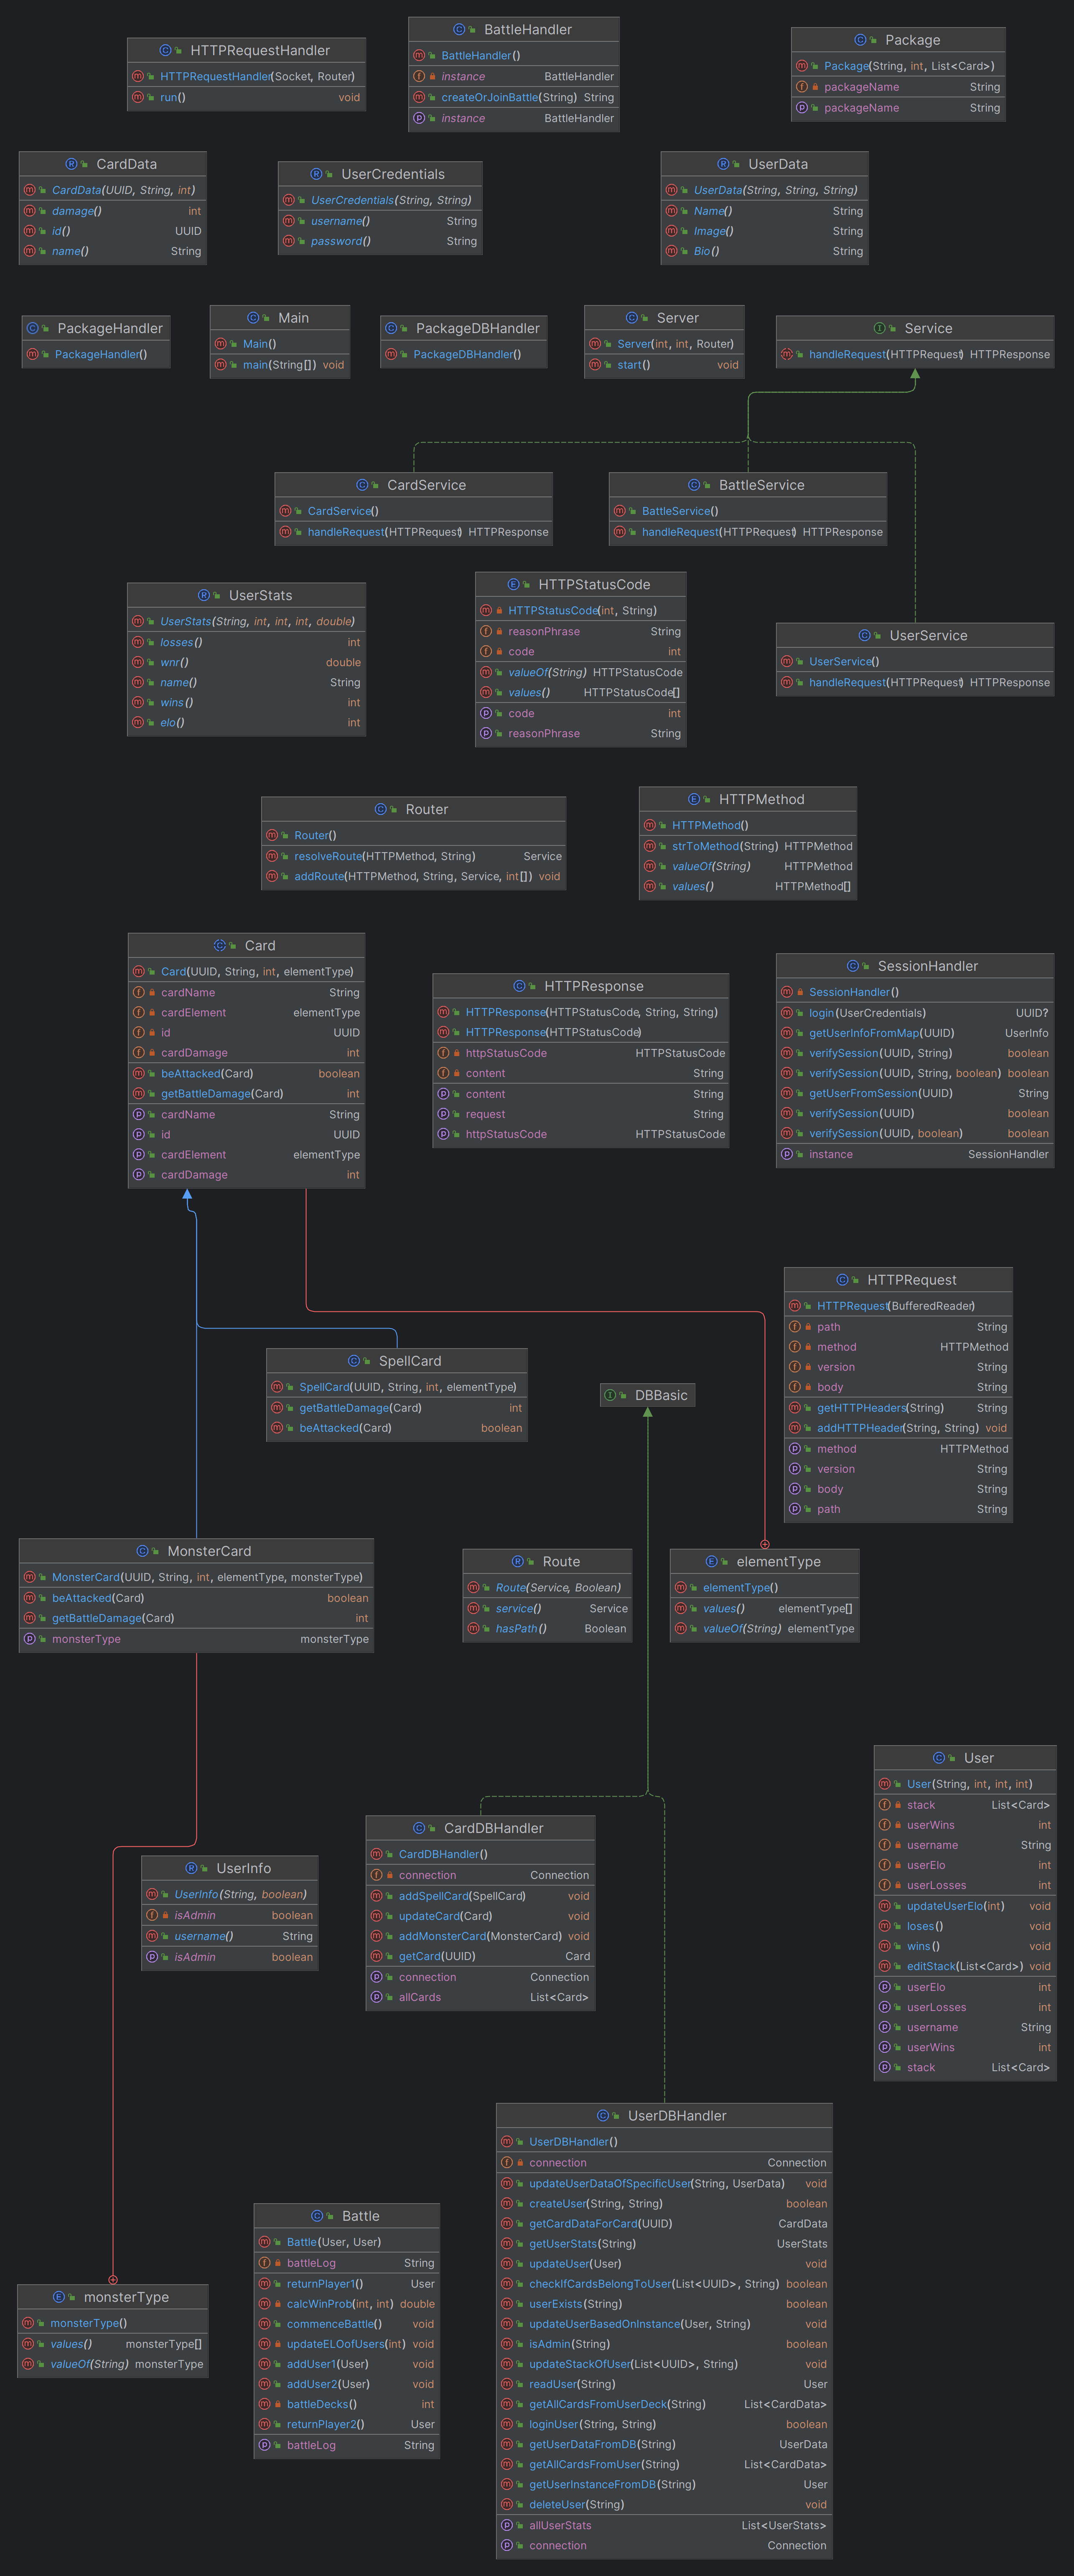 HTTPRequestHandler
HTTPRequestHandler(Socket, Router)
run() void
BattleHandler
BattleHandler()
instance BattleHandler
createOrJoinBattle(String) String
instance BattleHandler
Package
Package(String, int, List<Card>)
packageName String
packageName String
CardData
CardData(UUID, String, int)
damage() int
id() UUID
name() String
UserCredentials
UserCredentials(String, String)
username() String
password() String
UserData
UserData(String, String, String)
Name() String
Image() String
Bio() String
PackageHandler
PackageHandler()
Main
Main()
main(String[]) void
PackageDBHandler
PackageDBHandler()
Server
Server(int, int, Router)
start() void
Service
handleRequest(HTTPRequest) HTTPResponse
CardService
CardService()
handleRequest(HTTPRequest) HTTPResponse
BattleService
BattleService()
handleRequest(HTTPRequest) HTTPResponse
UserStats
UserStats(String, int, int, int, double)
losses() int
wnr() double
name() String
wins() int
elo() int
HTTPStatusCode
HTTPStatusCode(int, String)
reasonPhrase String
code int
valueOf(String) HTTPStatusCode
values() HTTPStatusCode[]
code int
reasonPhrase String
UserService
UserService()
handleRequest(HTTPRequest) HTTPResponse
Router
Router()
resolveRoute(HTTPMethod, String) Service
addRoute(HTTPMethod, String, Service, int[]) void
HTTPMethod
HTTPMethod()
strToMethod(String) HTTPMethod
valueOf(String) HTTPMethod
values() HTTPMethod[]
Card
Card(UUID, String, int, elementType)
cardName String
cardElement elementType
id UUID
cardDamage int
beAttacked(Card) boolean
getBattleDamage(Card) int
cardName String
id UUID
cardElement elementType
cardDamage int
HTTPResponse
HTTPResponse(HTTPStatusCode, String, String)
HTTPResponse(HTTPStatusCode)
httpStatusCode HTTPStatusCode
content String
content String
request String
httpStatusCode HTTPStatusCode
SessionHandler
SessionHandler()
login(UserCredentials) UUID?
getUserInfoFromMap(UUID) UserInfo
verifySession(UUID, String) boolean
verifySession(UUID, String, boolean) boolean
getUserFromSession(UUID) String
verifySession(UUID) boolean
verifySession(UUID, boolean) boolean
instance SessionHandler
HTTPRequest
HTTPRequest(BufferedReader)
path String
method HTTPMethod
version String
body String
getHTTPHeaders(String) String
addHTTPHeader(String, String) void
method HTTPMethod
version String
body String
path String
SpellCard
SpellCard(UUID, String, int, elementType)
getBattleDamage(Card) int
beAttacked(Card) boolean
DBBasic
MonsterCard
MonsterCard(UUID, String, int, elementType, monsterType)
beAttacked(Card) boolean
getBattleDamage(Card) int
monsterType monsterType
Route
Route(Service, Boolean)
service() Service
hasPath() Boolean
elementType
elementType()
values() elementType[]
valueOf(String) elementType
User
User(String, int, int, int)
stack List<Card>
userWins int
username String
userElo int
userLosses int
updateUserElo(int) void
loses() void
wins() void
editStack(List<Card>) void
userElo int
userLosses int
username String
userWins int
stack List<Card>
CardDBHandler
CardDBHandler()
connection Connection
addSpellCard(SpellCard) void
updateCard(Card) void
addMonsterCard(MonsterCard) void
getCard(UUID) Card
connection Connection
allCards List<Card>
UserInfo
UserInfo(String, boolean)
isAdmin boolean
username() String
isAdmin boolean
UserDBHandler
UserDBHandler()
connection Connection
updateUserDataOfSpecificUser(String, UserData) void
createUser(String, String) boolean
getCardDataForCard(UUID) CardData
getUserStats(String) UserStats
updateUser(User) void
checkIfCardsBelongToUser(List<UUID>, String) boolean
userExists(String) boolean
updateUserBasedOnInstance(User, String) void
isAdmin(String) boolean
updateStackOfUser(List<UUID>, String) void
readUser(String) User
getAllCardsFromUserDeck(String) List<CardData>
loginUser(String, String) boolean
getUserDataFromDB(String) UserData
getAllCardsFromUser(String) List<CardData>
getUserInstanceFromDB(String) User
deleteUser(String) void
allUserStats List<UserStats>
connection Connection
Battle
Battle(User, User)
battleLog String
returnPlayer1() User
calcWinProb(int, int) double
commenceBattle() void
updateELOofUsers(int) void
addUser1(User) void
addUser2(User) void
battleDecks() int
returnPlayer2() User
battleLog String
monsterType
monsterType()
values() monsterType[]
valueOf(String) monsterType